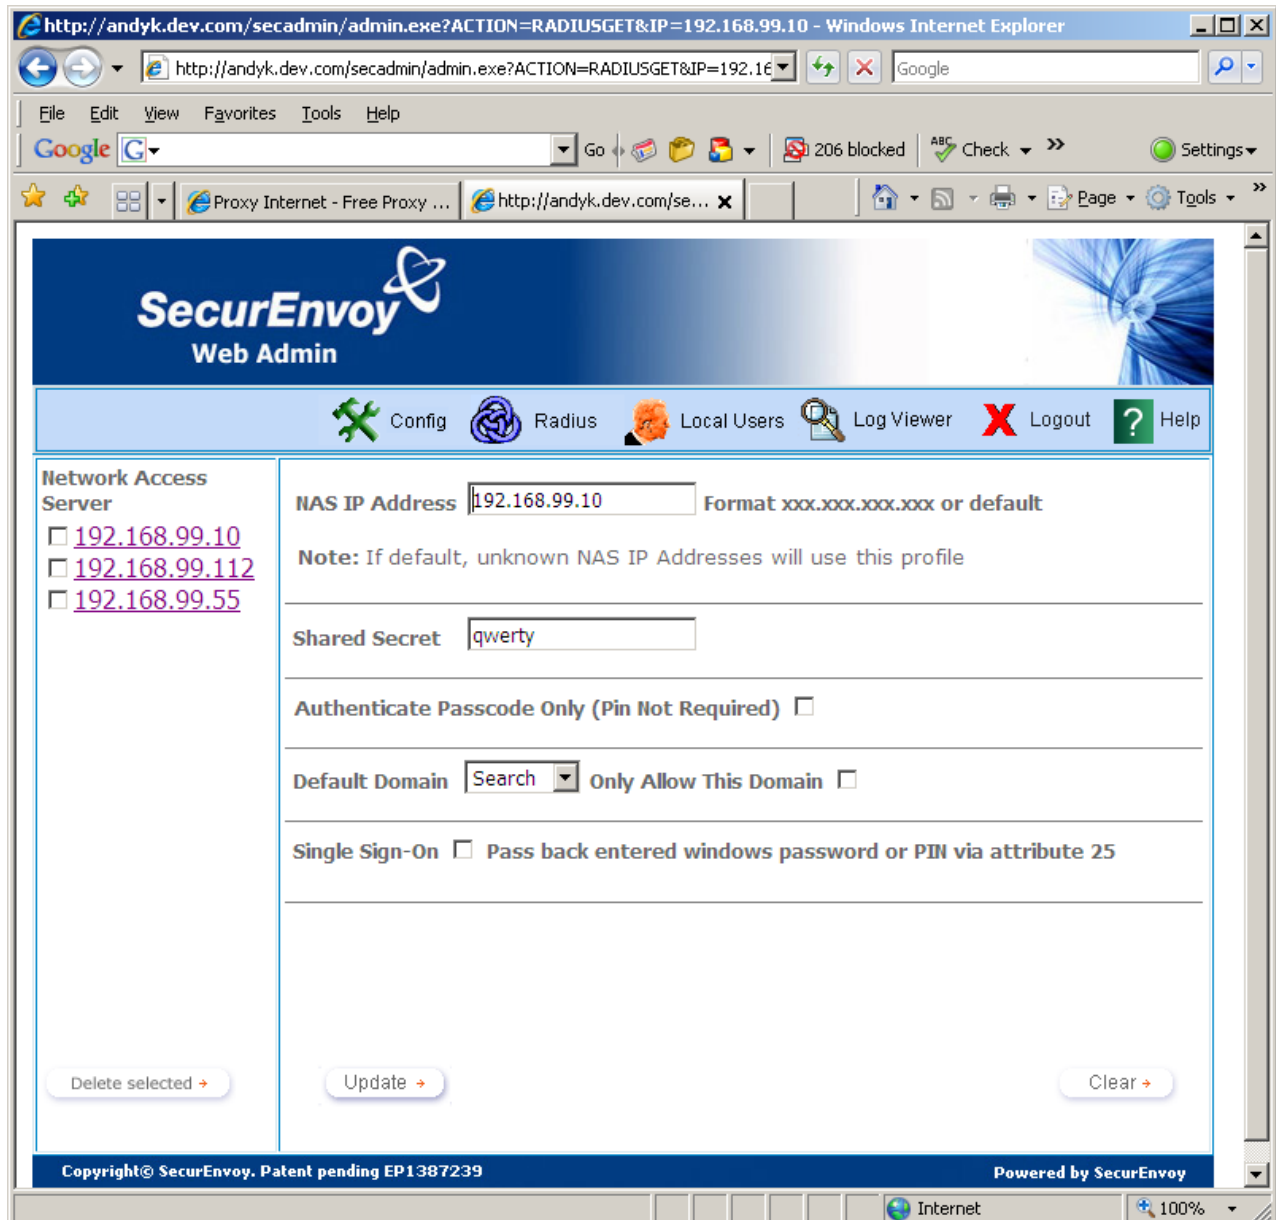 http://andyk.dev.com/secadmin/admin.exe?ACTION=RADIUSGET&IP=192.168.99.10 - Windows Internet Explorer
http://andyk.dev.com/secadmin/admin.exe?ACTION=RADIUSGET&IP=192.16
Google
File Edit View Favorites Tools Help
Google G Go 206 blocked ABC Check >> Settings
Proxy Internet - Free Proxy ... http://andyk.dev.com/se... Page Tools >>
SecurEnvoy
Web Admin
Config Radius Local Users Log Viewer X Logout ? Help
Network Access
Server
192.168.99.10
192.168.99.112
192.168.99.55
NAS IP Address 192.168.99.10 Format xxx.xxx.xxx.xxx or default
Note: If default, unknown NAS IP Addresses will use this profile
Shared Secret qwerty
Authenticate Passcode Only (Pin Not Required)
Default Domain Search Only Allow This Domain
Single Sign-On Pass back entered windows password or PIN via attribute 25
Delete selected Update Clear
Copyright© SecurEnvoy. Patent pending EP1387239 Powered by SecurEnvoy
Internet 100%